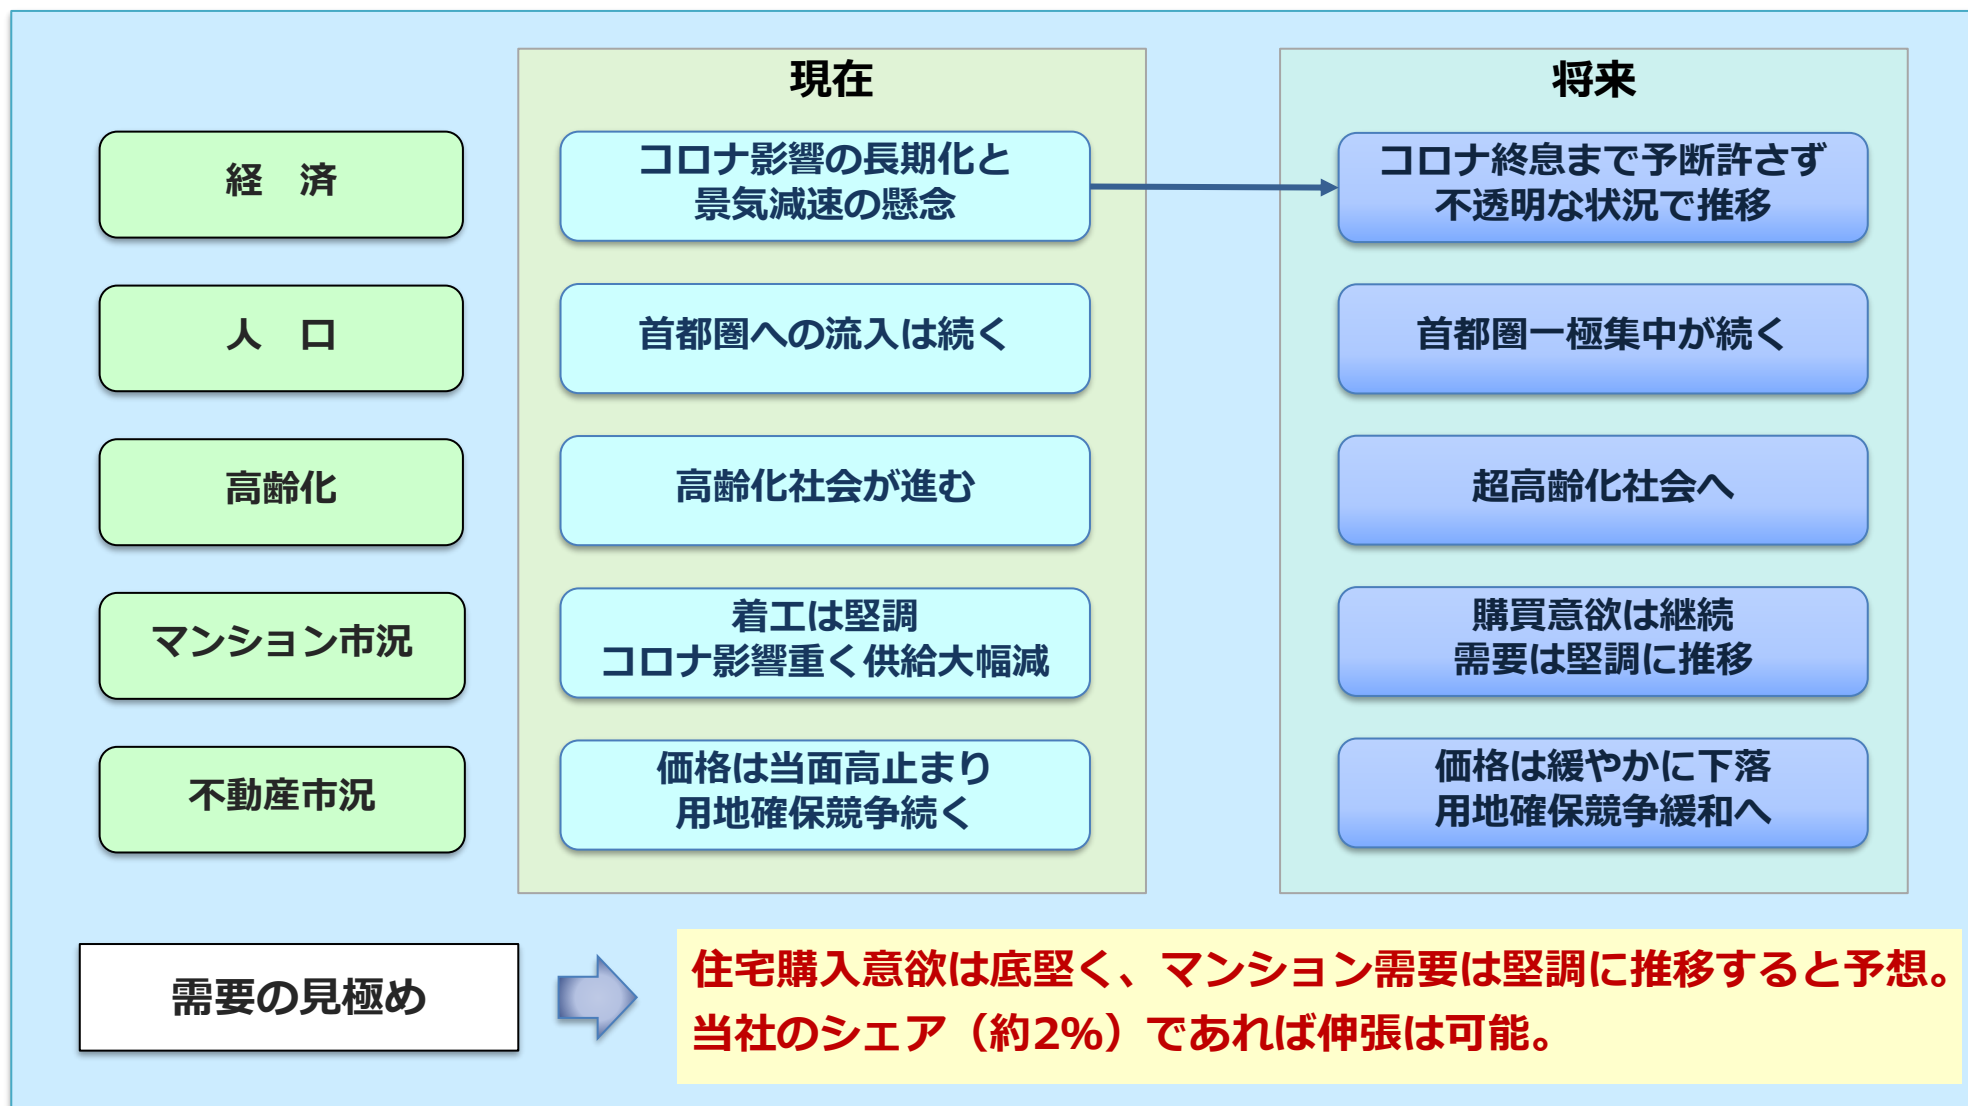 現在
将来
経　済
コロナ影響の長期化と
景気減速の懸念
コロナ終息まで予断許さず
不透明な状況で推移
人　口
首都圏への流入は続く
首都圏一極集中が続く
高齢化
高齢化社会が進む
超高齢化社会へ
マンション市況
着工は堅調
コロナ影響重く供給大幅減
購買意欲は継続
需要は堅調に推移
不動産市況
価格は当面高止まり
用地確保競争続く
価格は緩やかに下落
用地確保競争緩和へ
需要の見極め
住宅購入意欲は底堅く、マンション需要は堅調に推移すると予想。
当社のシェア（約2%）であれば伸張は可能。